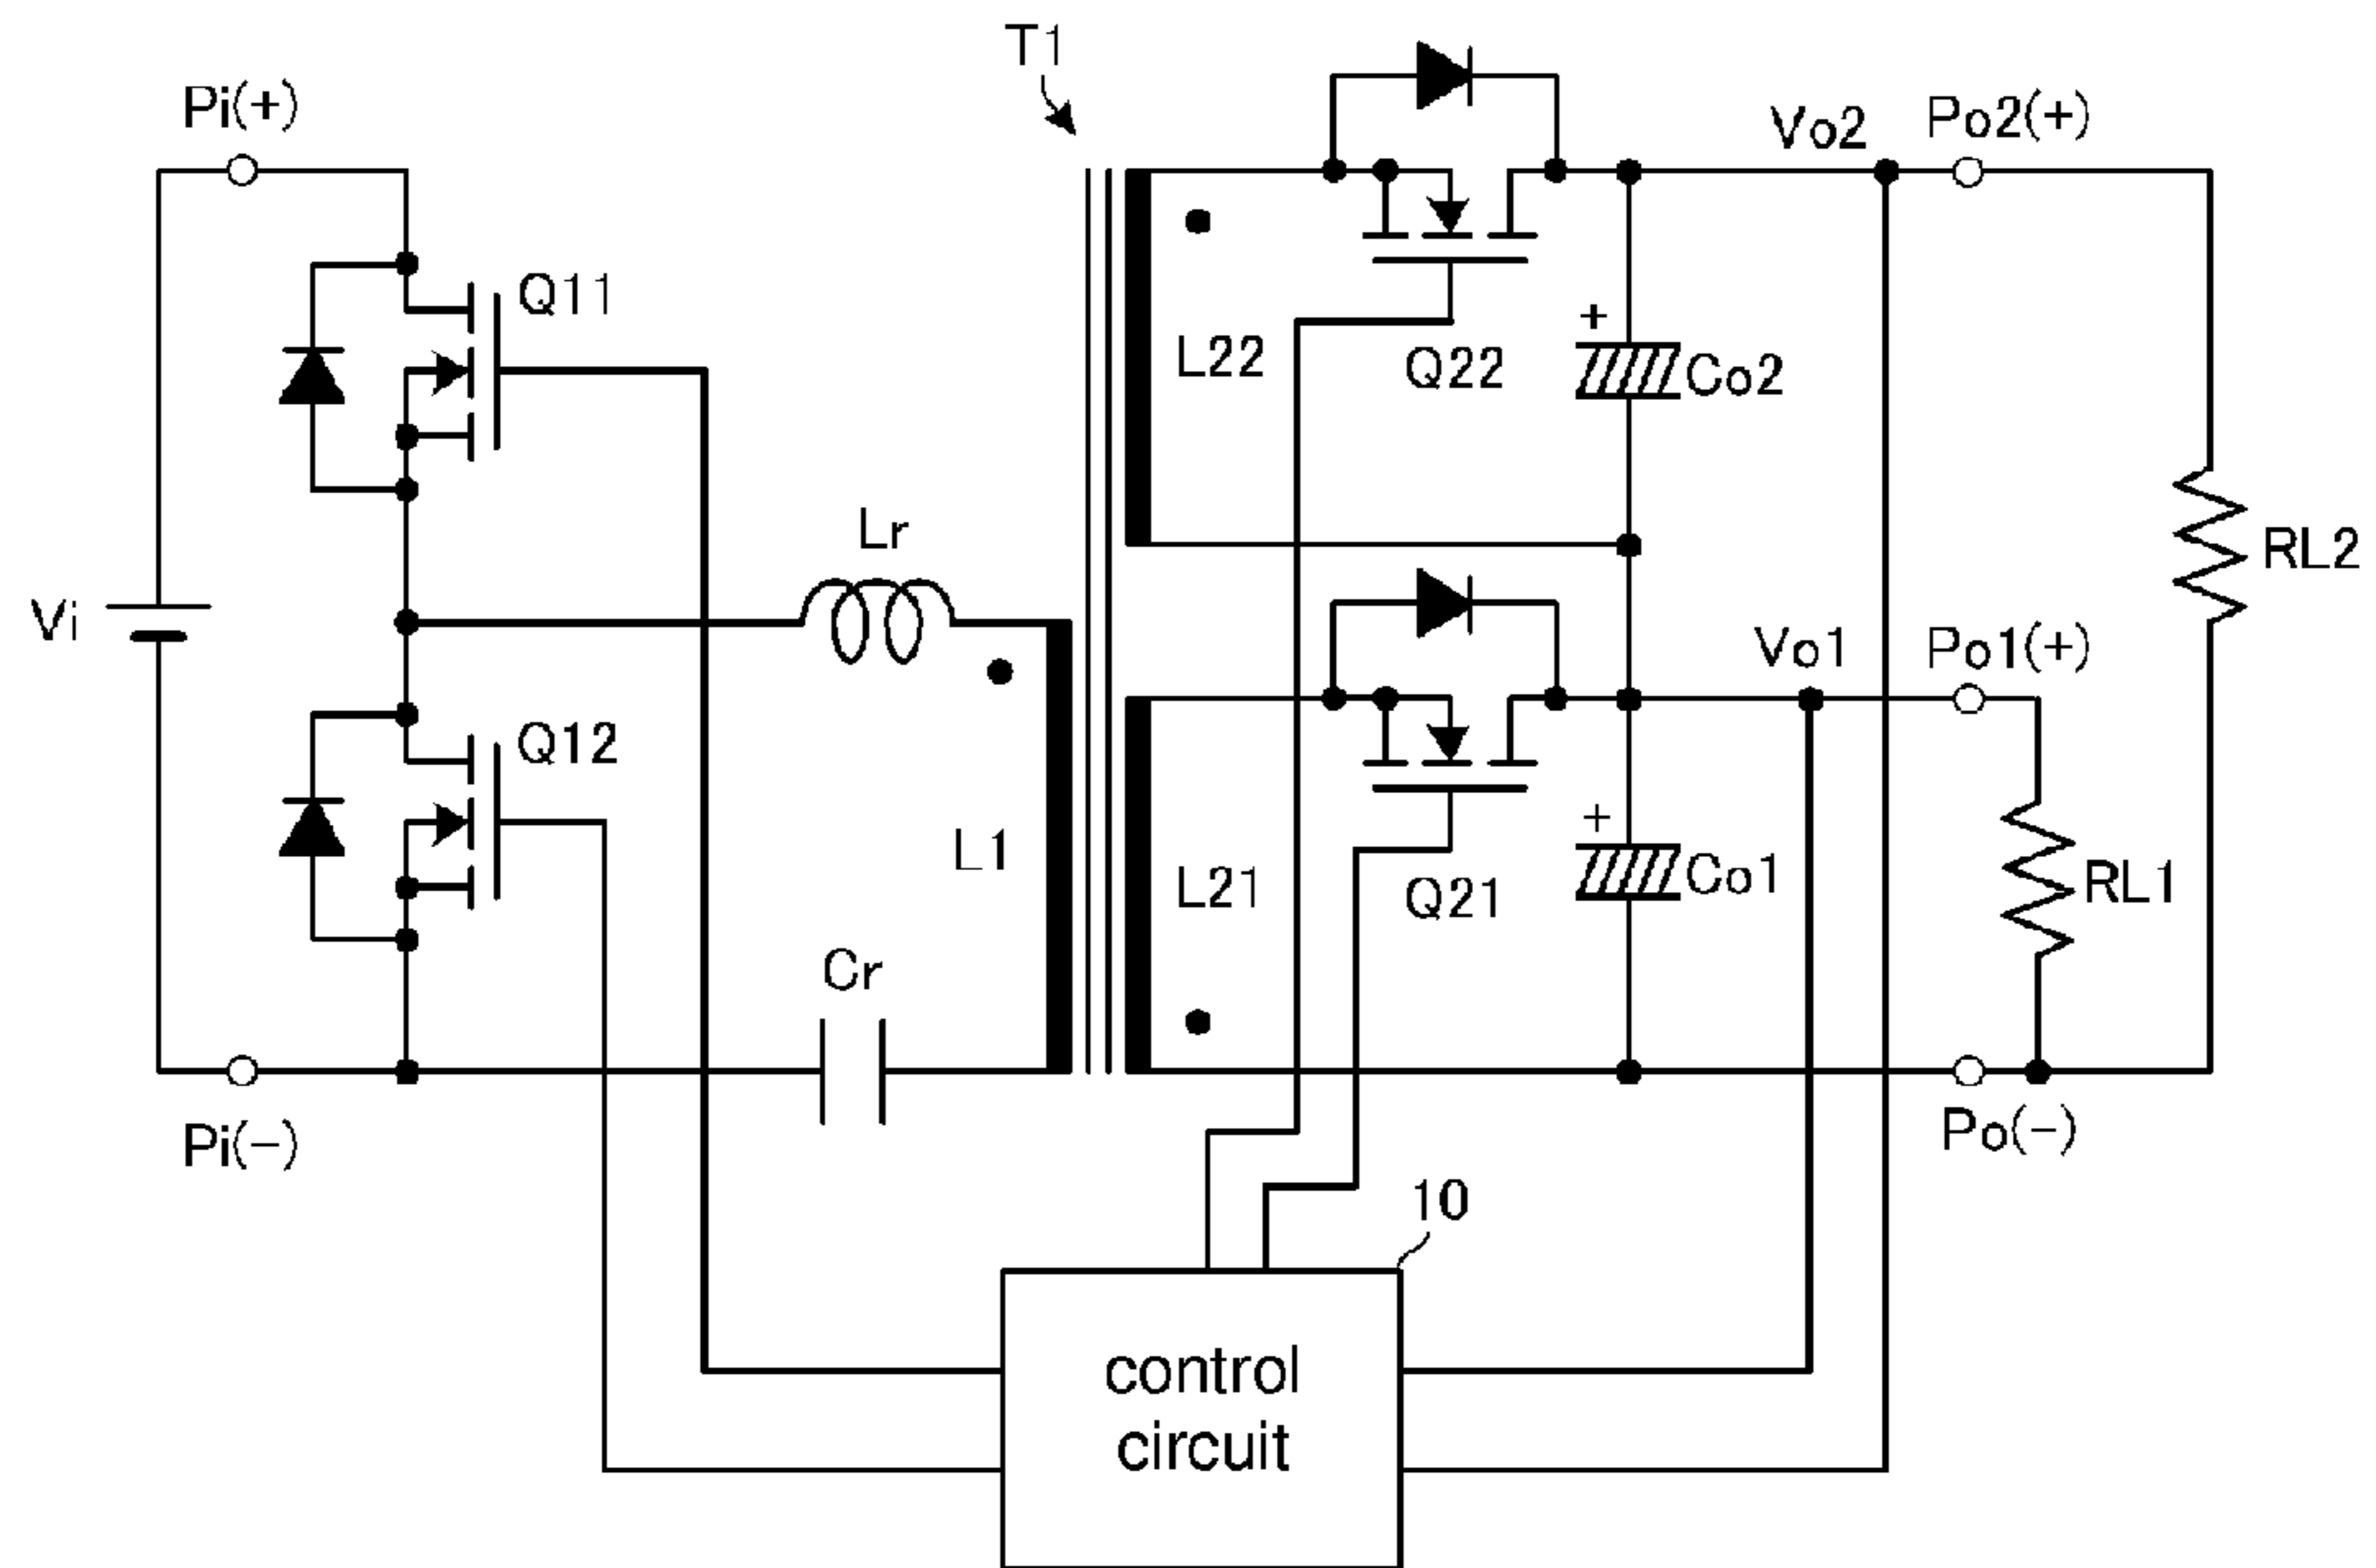 T1
Pi(+)
Vo2
Po2(+)
Q11
+
L22
Q22
Co2
Lr
RL2
Vi
Vo1
Po1(+)
Q12
+
L1
L21
Q21
Co1
RL1
Cr
Pi(−)
Po(−)
10
control
circuit